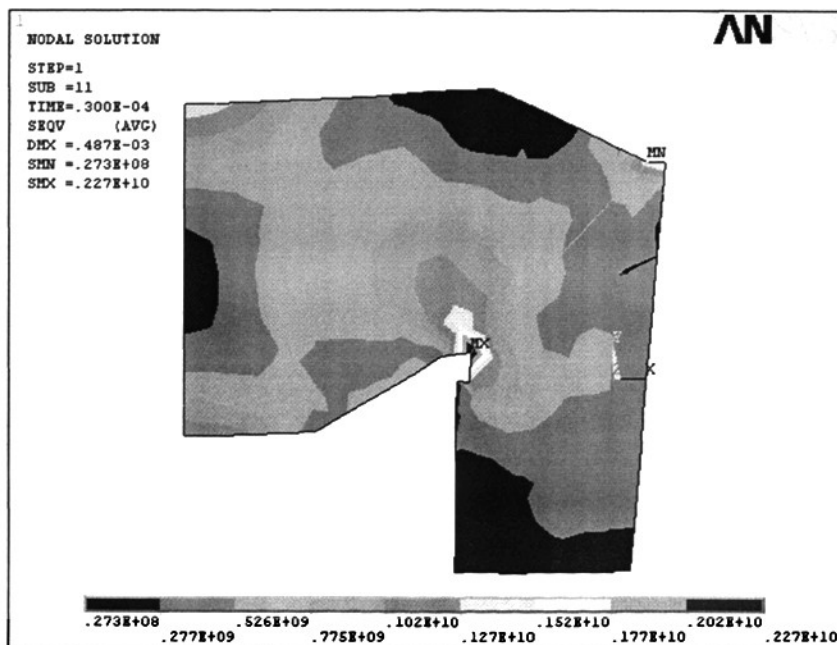 1
NODAL SOLUTION
STEP=1
SUB =11
TIME=.300E-04
SEQV (AVG)
DMX =.487E-03
SMN =.273E+08
SMX =.227E+10
AN
MN
MX
Y
X
.273E+08 .526E+09 .102E+10 .152E+10 .202E+10
.277E+09 .775E+09 .127E+10 .177E+10 .227E+10